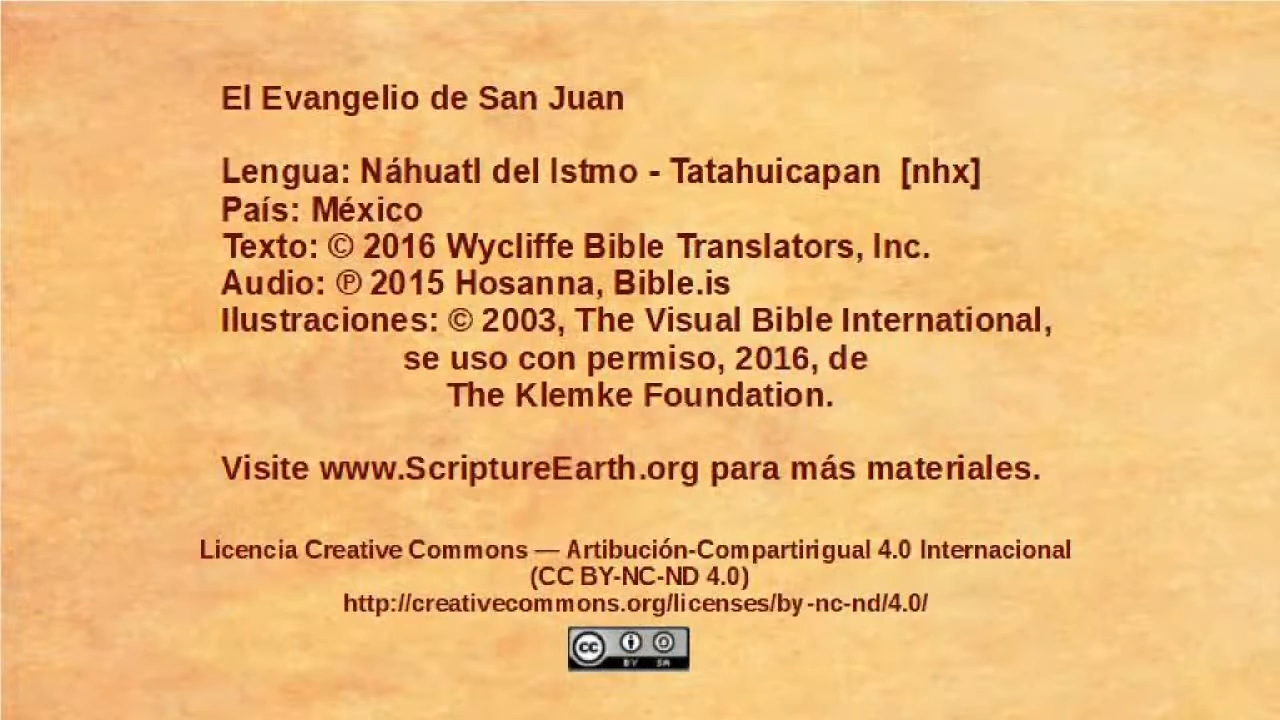 El Evangelio de San Juan
Lengua: Náhuatl del Istmo - Tatahuicapan [nhx]
País: México
Texto: © 2016 Wycliffe Bible Translators, Inc.
Audio: ℗ 2015 Hosanna, Bible.is
Ilustraciones: © 2003, The Visual Bible International,
se uso con permiso, 2016, de
The Klemke Foundation.
Visite www.ScriptureEarth.org para más materiales.
Licencia Creative Commons — Artibución-Compartirigual 4.0 Internacional
(CC BY-NC-ND 4.0)
http://creativecommons.org/licenses/by-nc-nd/4.0/
cc BY SA